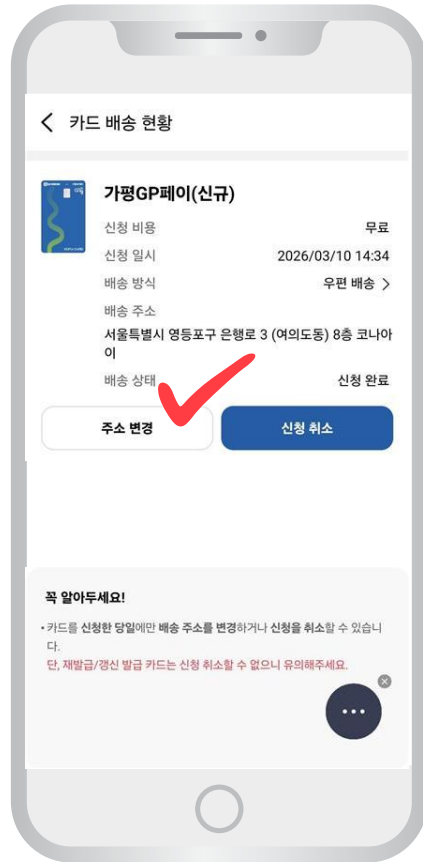 카드 배송 현황
가평GP페이(신규)
신청 비용 무료
신청 일시 2026/03/10 14:34
배송 방식 우편 배송 >
배송 주소
서울특별시 영등포구 은행로 3 (여의도동) 8층 코나아
이
배송 상태 신청 완료
주소 변경 신청 취소
꼭 알아두세요!
• 카드를 신청한 당일에만 배송 주소를 변경하거나 신청을 취소할 수 있습니
다.
단, 재발급/갱신 발급 카드는 신청 취소할 수 없으니 유의해주세요.